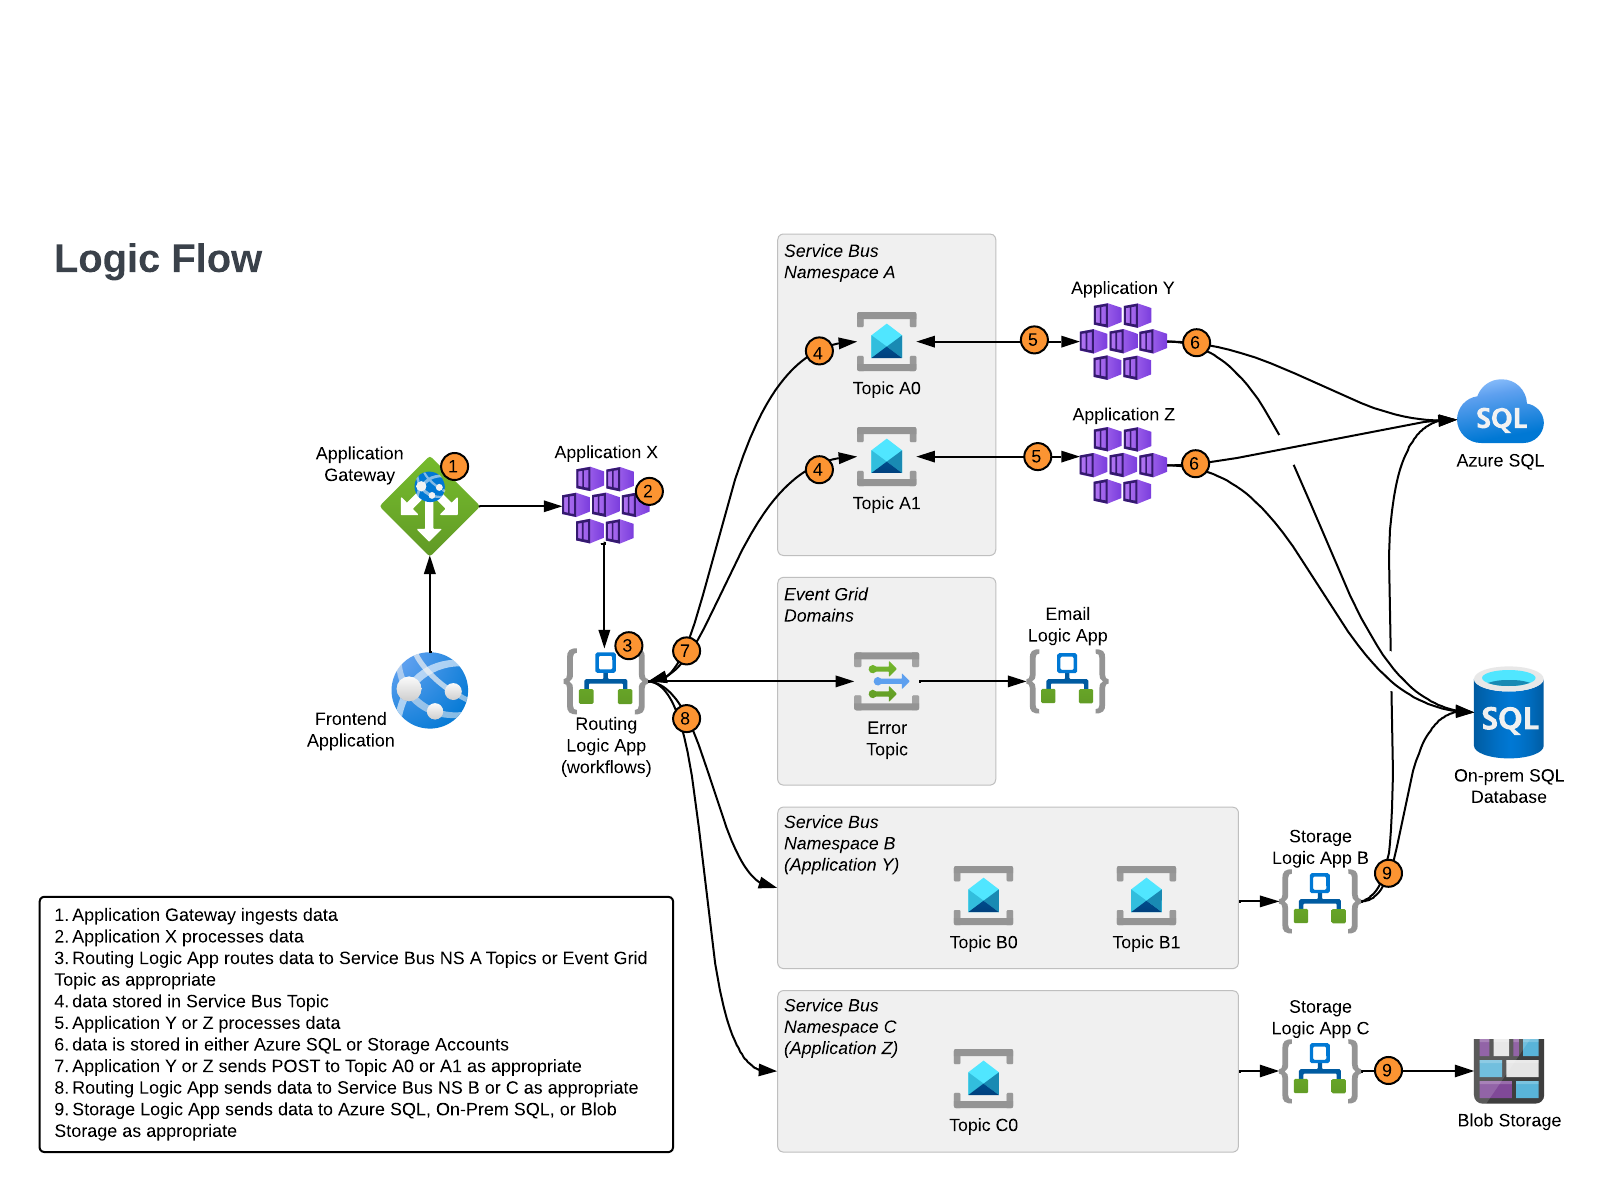 Logic Flow
Service Bus
Namespace A
Application Y
4
5
6
Topic A0
Application Z
SQL
Azure SQL
Application
Gateway
1
Application X
2
4
5
6
Topic A1
Event Grid
Domains
Email
Logic App
3
7
Frontend
Application
8
Routing
Logic App
(workflows)
Error
Topic
SQL
On-prem SQL
Database
Service Bus
Namespace B
(Application Y)
Storage
Logic App B
9
Topic B0
Topic B1
1. Application Gateway ingests data
2. Application X processes data
3. Routing Logic App routes data to Service Bus NS A Topics or Event Grid
Topic as appropriate
4. data stored in Service Bus Topic
5. Application Y or Z processes data
6. data is stored in either Azure SQL or Storage Accounts
7. Application Y or Z sends POST to Topic A0 or A1 as appropriate
8. Routing Logic App sends data to Service Bus NS B or C as appropriate
9. Storage Logic App sends data to Azure SQL, On-Prem SQL, or Blob
Storage as appropriate
Service Bus
Namespace C
(Application Z)
Storage
Logic App C
9
Topic C0
Blob Storage